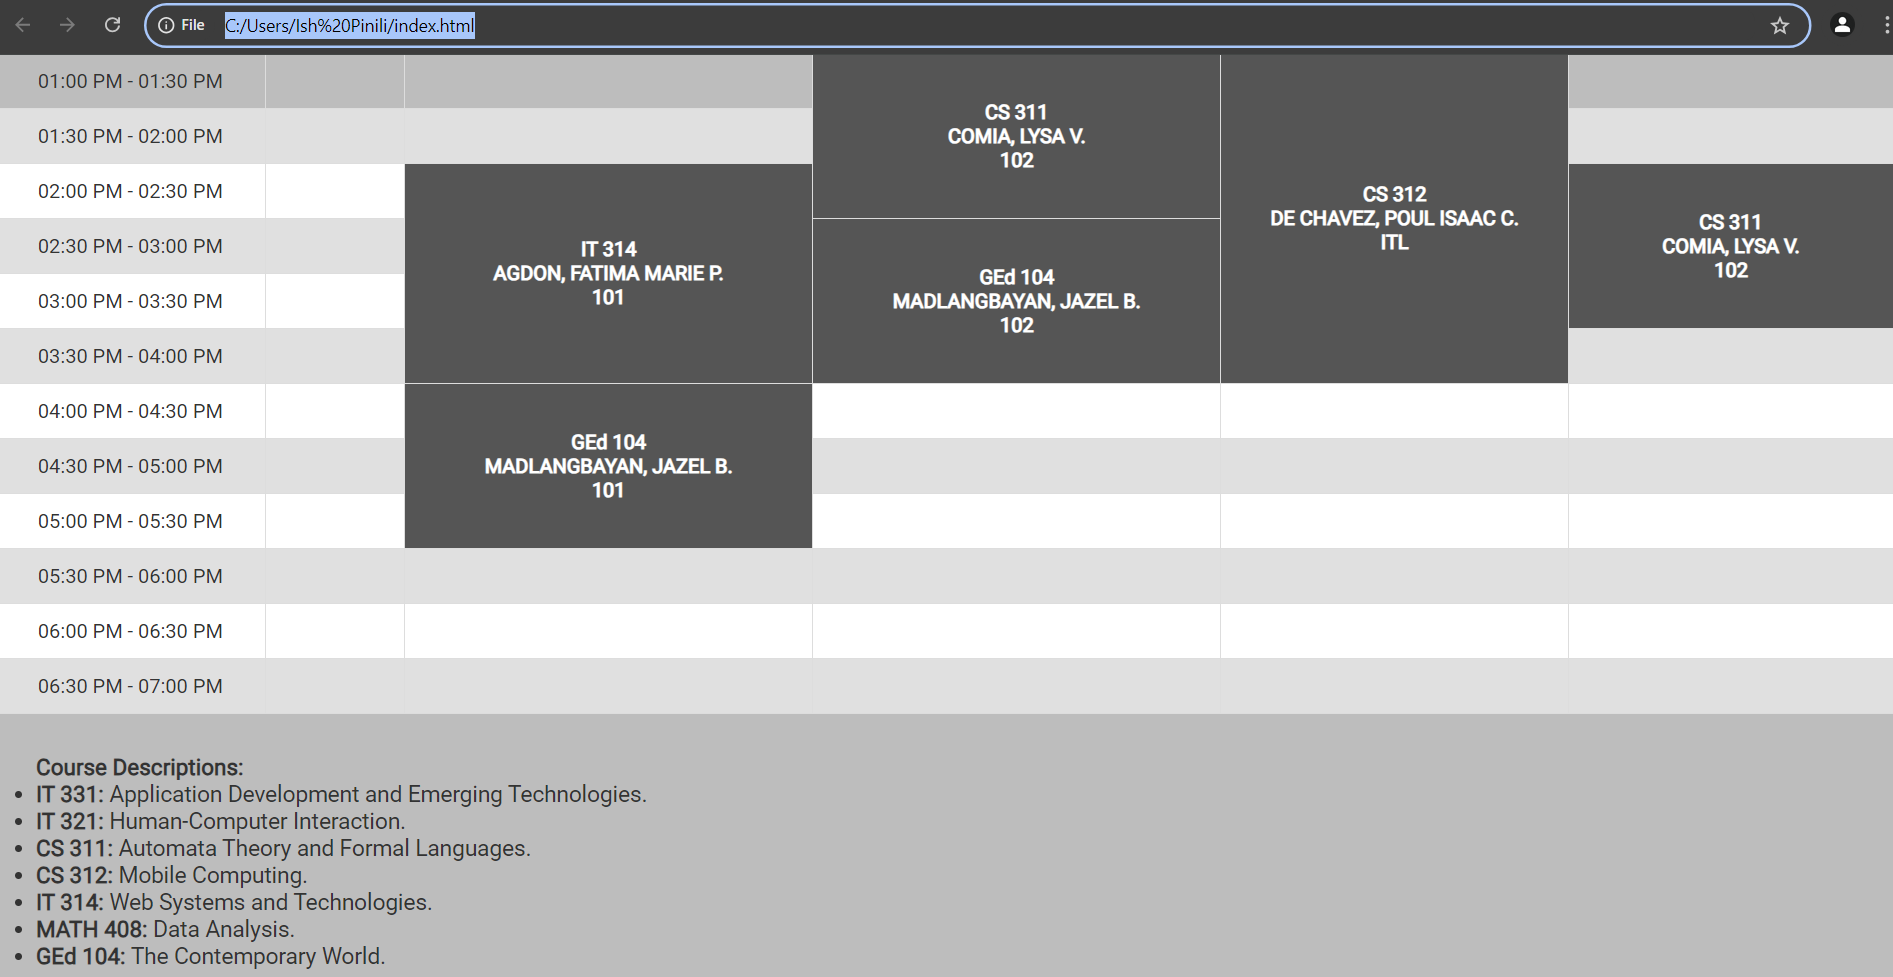 File C:/Users/Ish%20Pinili/index.html
01:00 PM - 01:30 PM
CS 311
COMIA, LYSA V.
102
01:30 PM - 02:00 PM
CS 312
DE CHAVEZ, POUL ISAAC C.
ITL
02:00 PM - 02:30 PM
IT 314
AGDON, FATIMA MARIE P.
101
CS 311
COMIA, LYSA V.
102
02:30 PM - 03:00 PM
GEd 104
MADLANGBAYAN, JAZEL B.
102
03:00 PM - 03:30 PM
03:30 PM - 04:00 PM
04:00 PM - 04:30 PM
GEd 104
MADLANGBAYAN, JAZEL B.
101
04:30 PM - 05:00 PM
05:00 PM - 05:30 PM
05:30 PM - 06:00 PM
06:00 PM - 06:30 PM
06:30 PM - 07:00 PM
Course Descriptions:
• IT 331: Application Development and Emerging Technologies.
• IT 321: Human-Computer Interaction.
• CS 311: Automata Theory and Formal Languages.
• CS 312: Mobile Computing.
• IT 314: Web Systems and Technologies.
• MATH 408: Data Analysis.
• GEd 104: The Contemporary World.